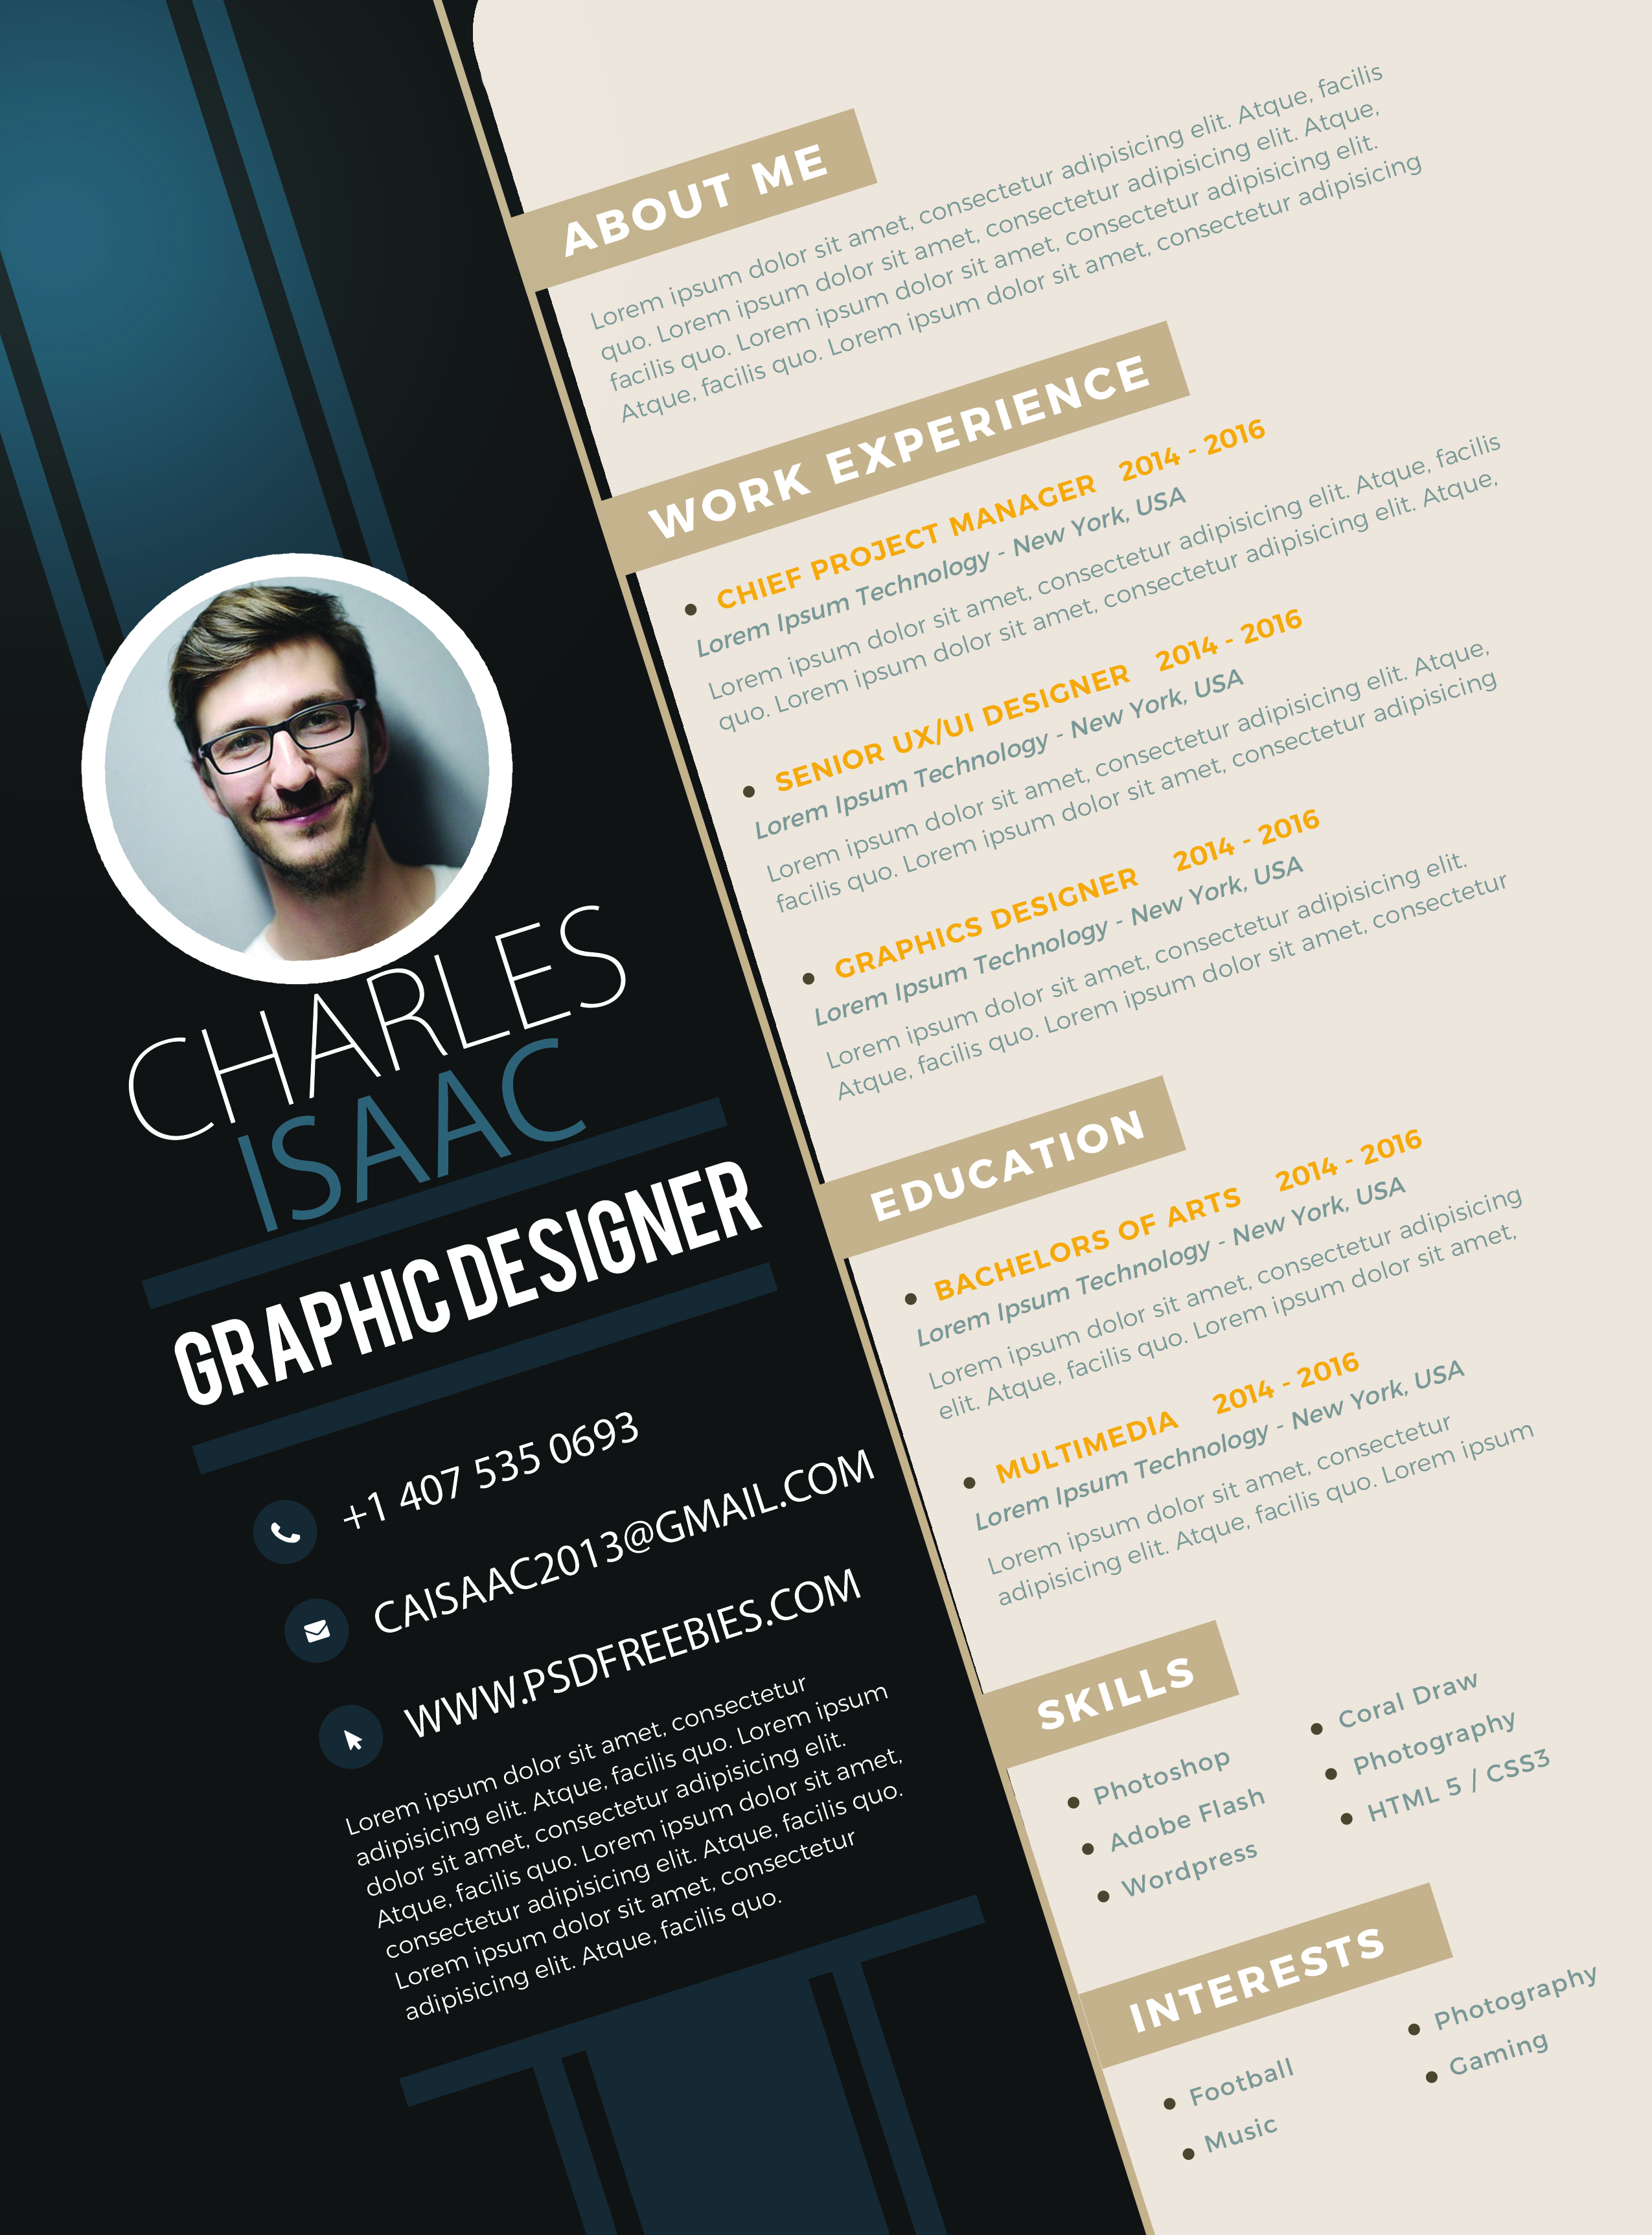 CHARLES
ISAAC
GRAPHIC DESIGNER
+1 407 535 0693
CAISAAC2013@GMAIL.COM
WWW.PSDFREEBIES.COM
Lorem ipsum dolor sit amet, consectetur
adipisicing elit. Atque, facilis quo. Lorem ipsum
dolor sit amet, consectetur adipisicing elit.
Atque, facilis quo. Lorem ipsum dolor sit amet,
consectetur adipisicing elit. Atque, facilis quo.
Lorem ipsum dolor sit amet, consectetur
adipisicing elit. Atque, facilis quo.
ABOUT ME
Lorem ipsum dolor sit amet, consectetur adipisicing elit. Atque, facilis
quo. Lorem ipsum dolor sit amet, consectetur adipisicing elit. Atque,
facilis quo. Lorem ipsum dolor sit amet, consectetur adipisicing elit.
Atque, facilis quo. Lorem ipsum dolor sit amet, consectetur adipisicing
WORK EXPERIENCE
• CHIEF PROJECT MANAGER 2014 - 2016
Lorem Ipsum Technology - New York, USA
Lorem ipsum dolor sit amet, consectetur adipisicing elit. Atque, facilis
quo. Lorem ipsum dolor sit amet, consectetur adipisicing elit. Atque,
• SENIOR UX/UI DESIGNER 2014 - 2016
Lorem Ipsum Technology - New York, USA
Lorem ipsum dolor sit amet, consectetur adipisicing elit. Atque,
facilis quo. Lorem ipsum dolor sit amet, consectetur adipisicing
• GRAPHICS DESIGNER 2014 - 2016
Lorem Ipsum Technology - New York, USA
Lorem ipsum dolor sit amet, consectetur adipisicing elit.
Atque, facilis quo. Lorem ipsum dolor sit amet, consectetur
EDUCATION
• BACHELORS OF ARTS 2014 - 2016
Lorem Ipsum Technology - New York, USA
Lorem ipsum dolor sit amet, consectetur adipisicing
elit. Atque, facilis quo. Lorem ipsum dolor sit amet,
• MULTIMEDIA 2014 - 2016
Lorem Ipsum Technology - New York, USA
Lorem ipsum dolor sit amet, consectetur
adipisicing elit. Atque, facilis quo. Lorem ipsum
SKILLS
• Photoshop
• Adobe Flash
• Wordpress
• Coral Draw
• Photography
• HTML 5 / CSS3
INTERESTS
• Football
• Music
• Photography
• Gaming